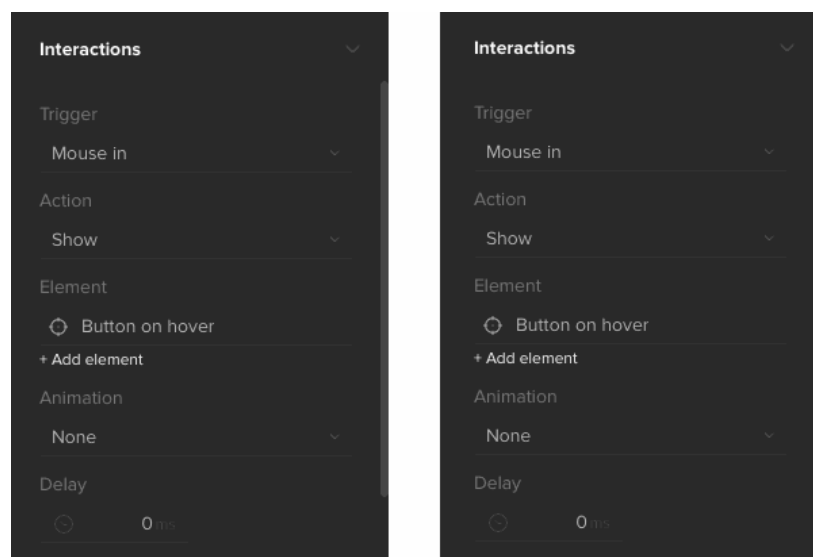 Interactions
Trigger
Mouse in
Action
Show
Element
Button on hover
+ Add element
Animation
None
Delay
0 ms
Interactions
Trigger
Mouse in
Action
Show
Element
Button on hover
+ Add element
Animation
None
Delay
0 ms